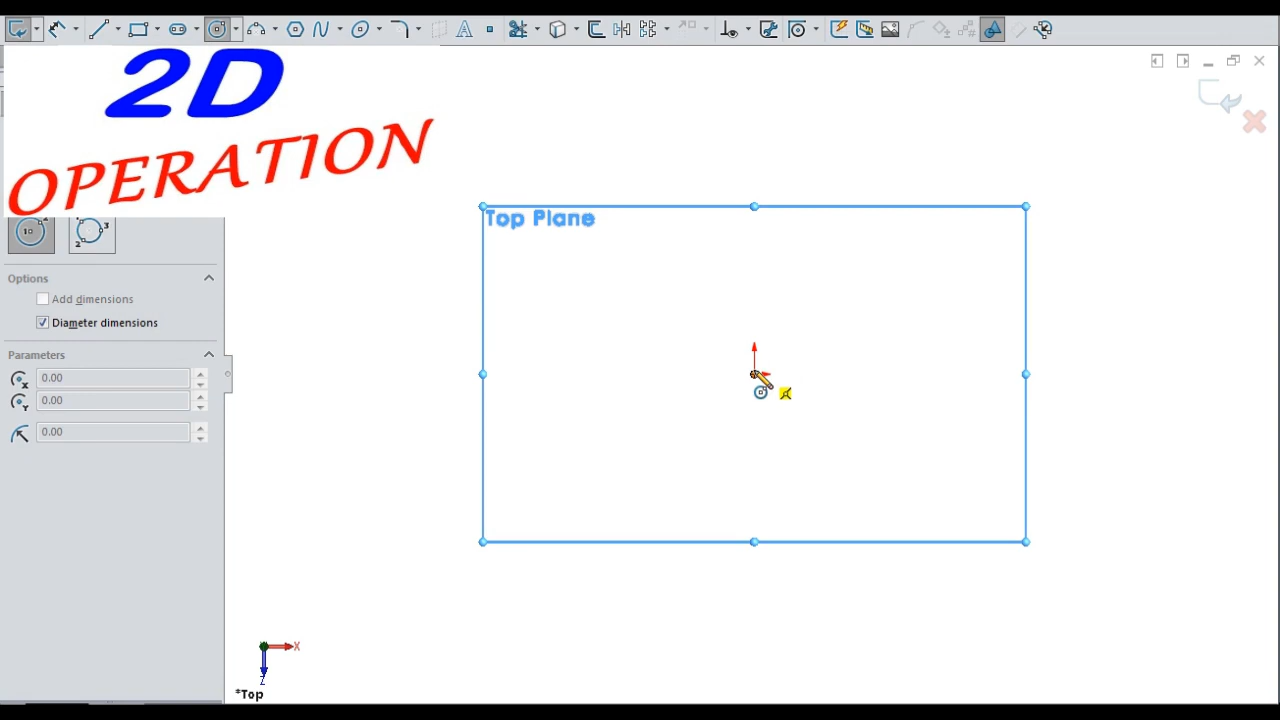 2D
OPERATION
Top Plane
Options
Add dimensions
Diameter dimensions
Parameters
0.00
0.00
0.00
X
Z
*Top